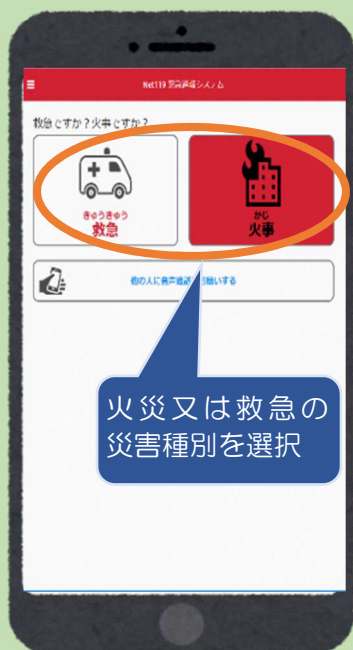 Net119 緊急通報システム
救急ですか？火事ですか？
きゅうきゅう
救急
かじ
火事
他の人に音声電話をお願いする
火災又は救急の
災害種別を選択